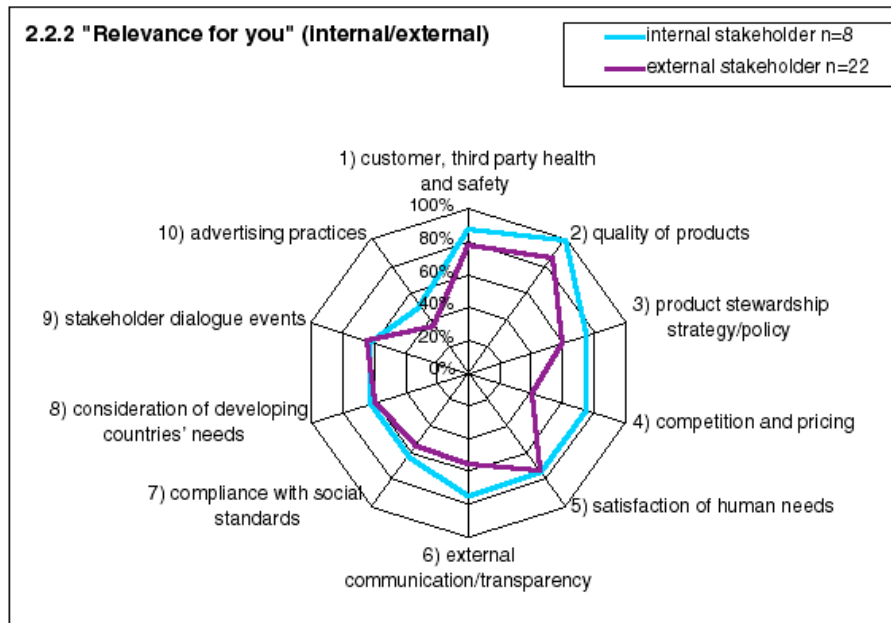 2.2.2 "Relevance for you" (internal/external)
internal stakeholder n=8
external stakeholder n=22
1) customer, third party health
and safety
100%
80%
60%
40%
20%
0%
2) quality of products
3) product stewardship
strategy/policy
4) competition and pricing
5) satisfaction of human needs
6) external
communication/transparency
7) compliance with social
standards
8) consideration of developing
countries' needs
9) stakeholder dialogue events
10) advertising practices